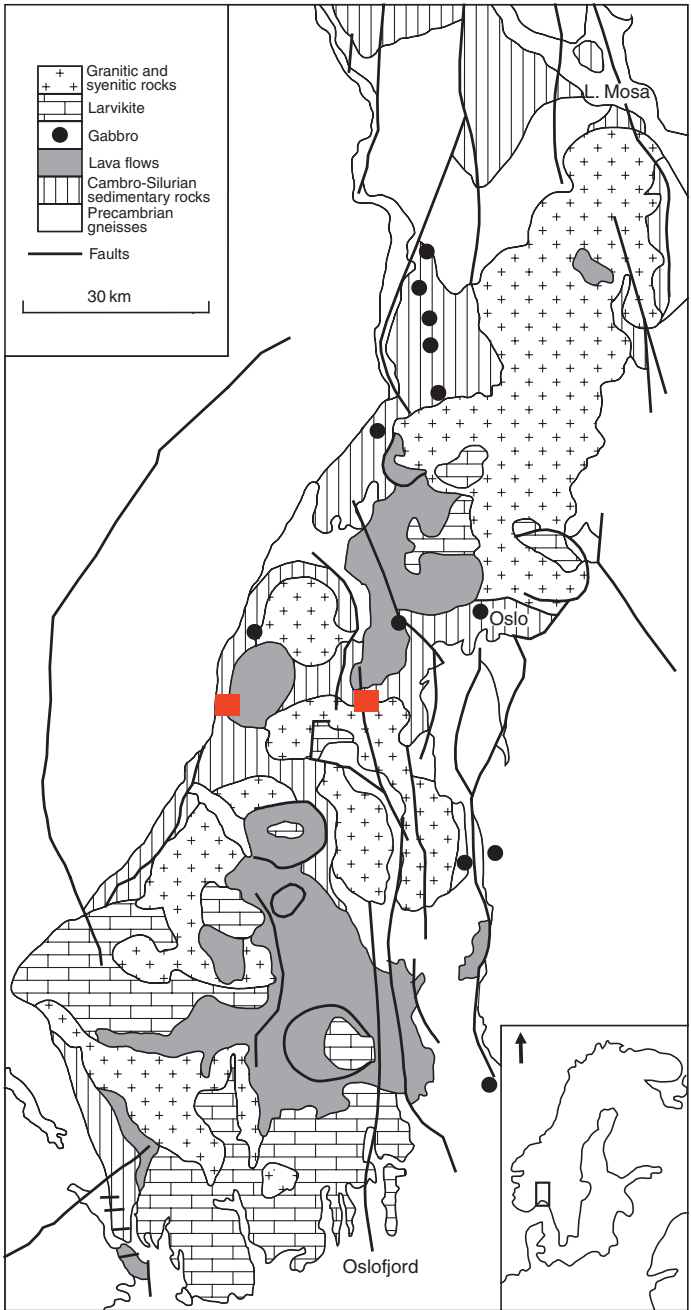 Granitic and
syenitic rocks
Larvikite
Gabbro
Lava flows
Cambro-Silurian
sedimentary rocks
Precambrian
gneisses
Faults
30 km
L. Mosa
Oslo
Oslofjord